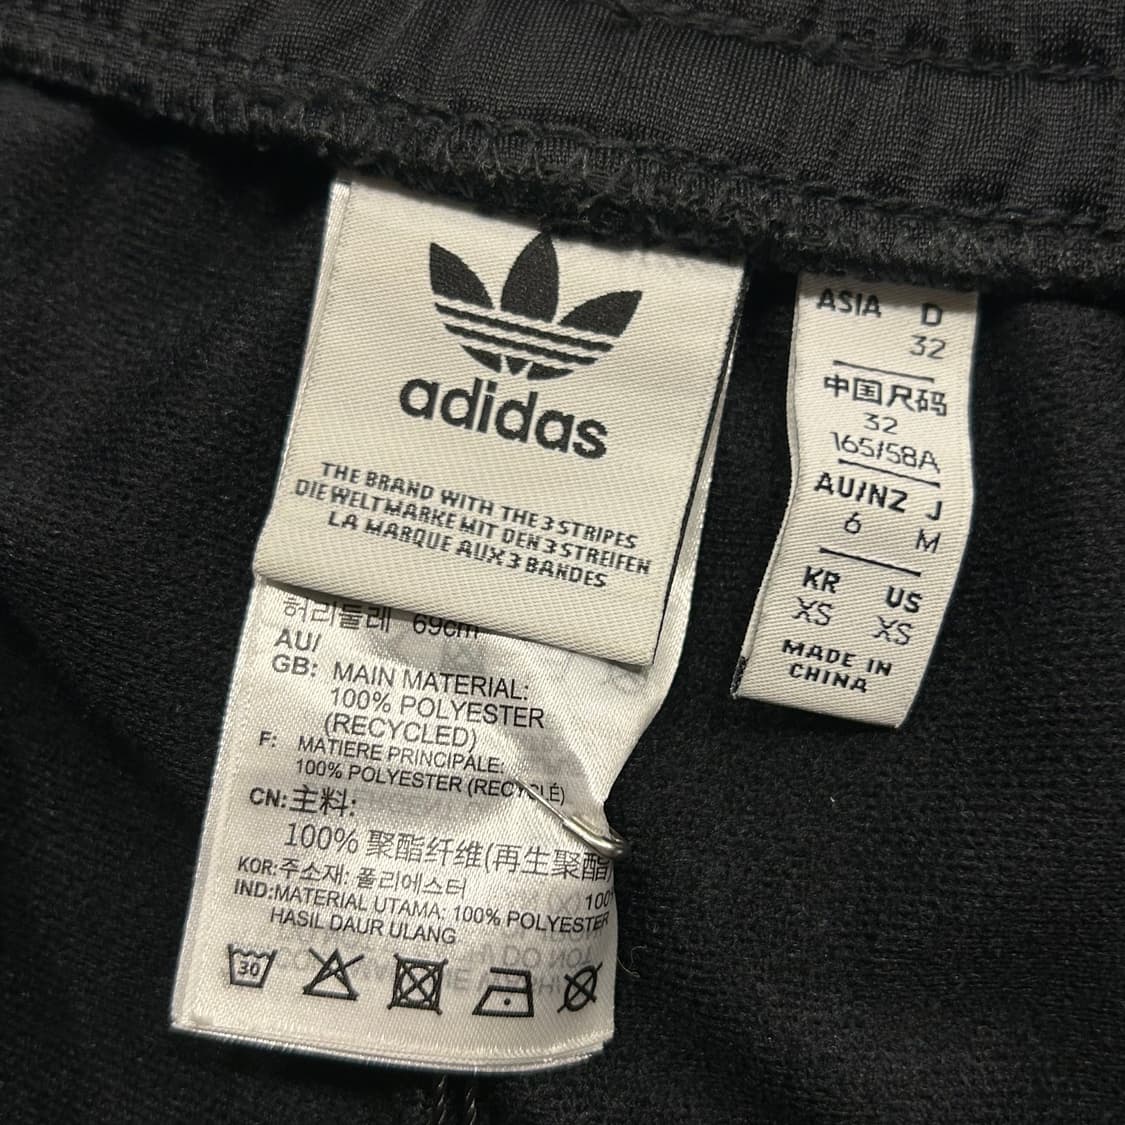 adidas
THE BRAND WITH THE 3 STRIPES
DIE WELTMARKE MIT DEN 3 STREIFEN
LA MARQUE AUX 3 BANDES
허리둘레 69cm
AU/
GB: MAIN MATERIAL:
100% POLYESTER
(RECYCLED)
F: MATIERE PRINCIPALE:
100% POLYESTER (RECYCLÉ)
CN:主料:
100% 聚酯纤维(再生聚酯)
KOR:주소재: 폴리에스터
100%
IND:MATERIAL UTAMA: 100% POLYESTER
HASIL DAUR ULANG
30
ASIA D
32
中国尺码
32
165/58A
AU/NZ J
6 M
KR US
XS XS
MADE IN
CHINA